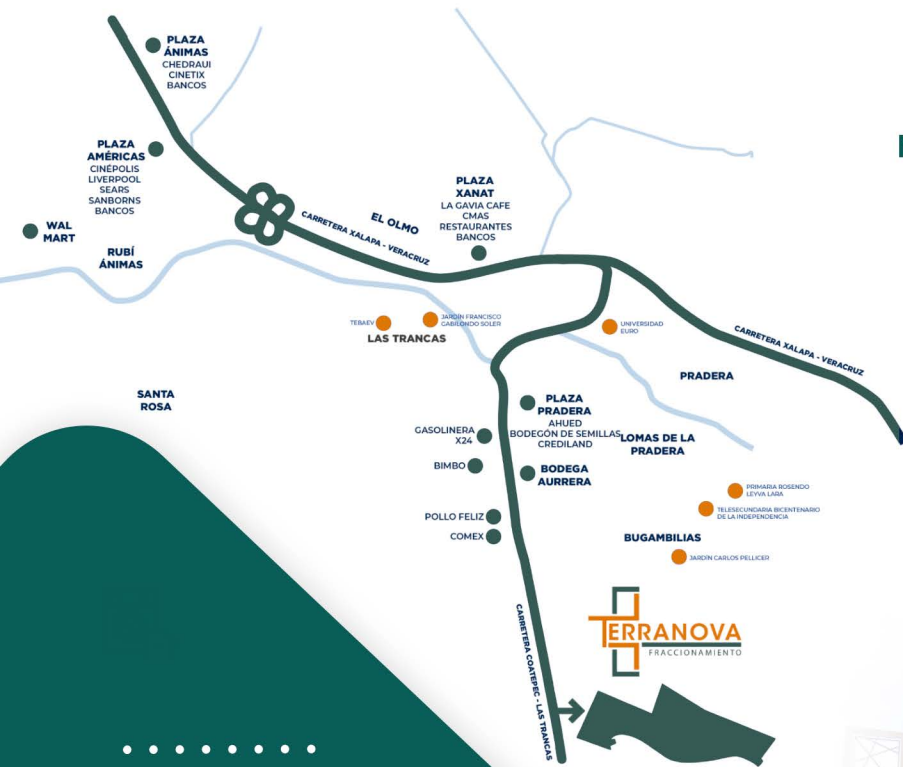 PLAZA
ÁNIMAS
CHEDRAUI
CINETIX
BANCOS
PLAZA
AMÉRICAS
CINÉPOLIS
LIVERPOOL
SEARS
SANBORNS
BANCOS
WAL
MART
RUBÍ
ÁNIMAS
EL OLMO
CARRETERA XALAPA - VERACRUZ
PLAZA
XANAT
LA GAVIA CAFE
CMAS
RESTAURANTES
BANCOS
TEBAEV
JARDÍN FRANCISCO
GABILONDO SOLER
LAS TRANCAS
UNIVERSIDAD
EURO
CARRETERA XALAPA - VERACRUZ
PRADERA
SANTA
ROSA
PLAZA
PRADERA
AHUED
BODEGÓN DE SEMILLAS
CREDILAND
GASOLINERA
X24
LOMAS DE LA
PRADERA
BIMBO
BODEGA
AURRERA
PRIMARIA ROSENDO
LEYVA LARA
TELESECUNDARIA BICENTENARIO
DE LA INDEPENDENCIA
POLLO FELIZ
COMEX
BUGAMBILIAS
JARDÍN CARLOS PELLICER
CARRETERA COATEPEC - LAS TRANCAS
TERRANOVA
FRACCIONAMIENTO